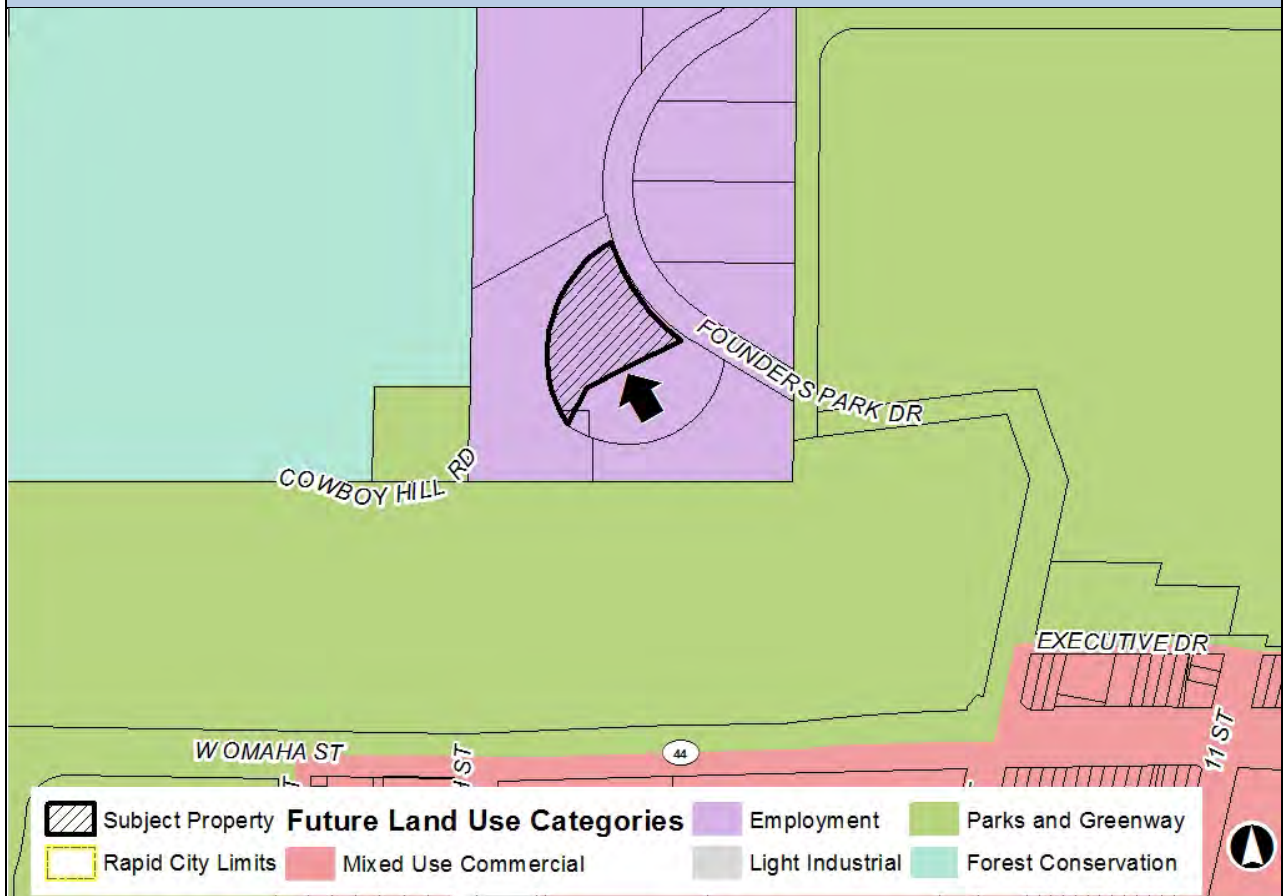 FOUNDERS PARK DR
COWBOY HILL RD
EXECUTIVE DR
W OMAHA ST
ST
44
11 ST
Subject Property
Future Land Use Categories
Employment
Parks and Greenway
Rapid City Limits
Mixed Use Commercial
Light Industrial
Forest Conservation